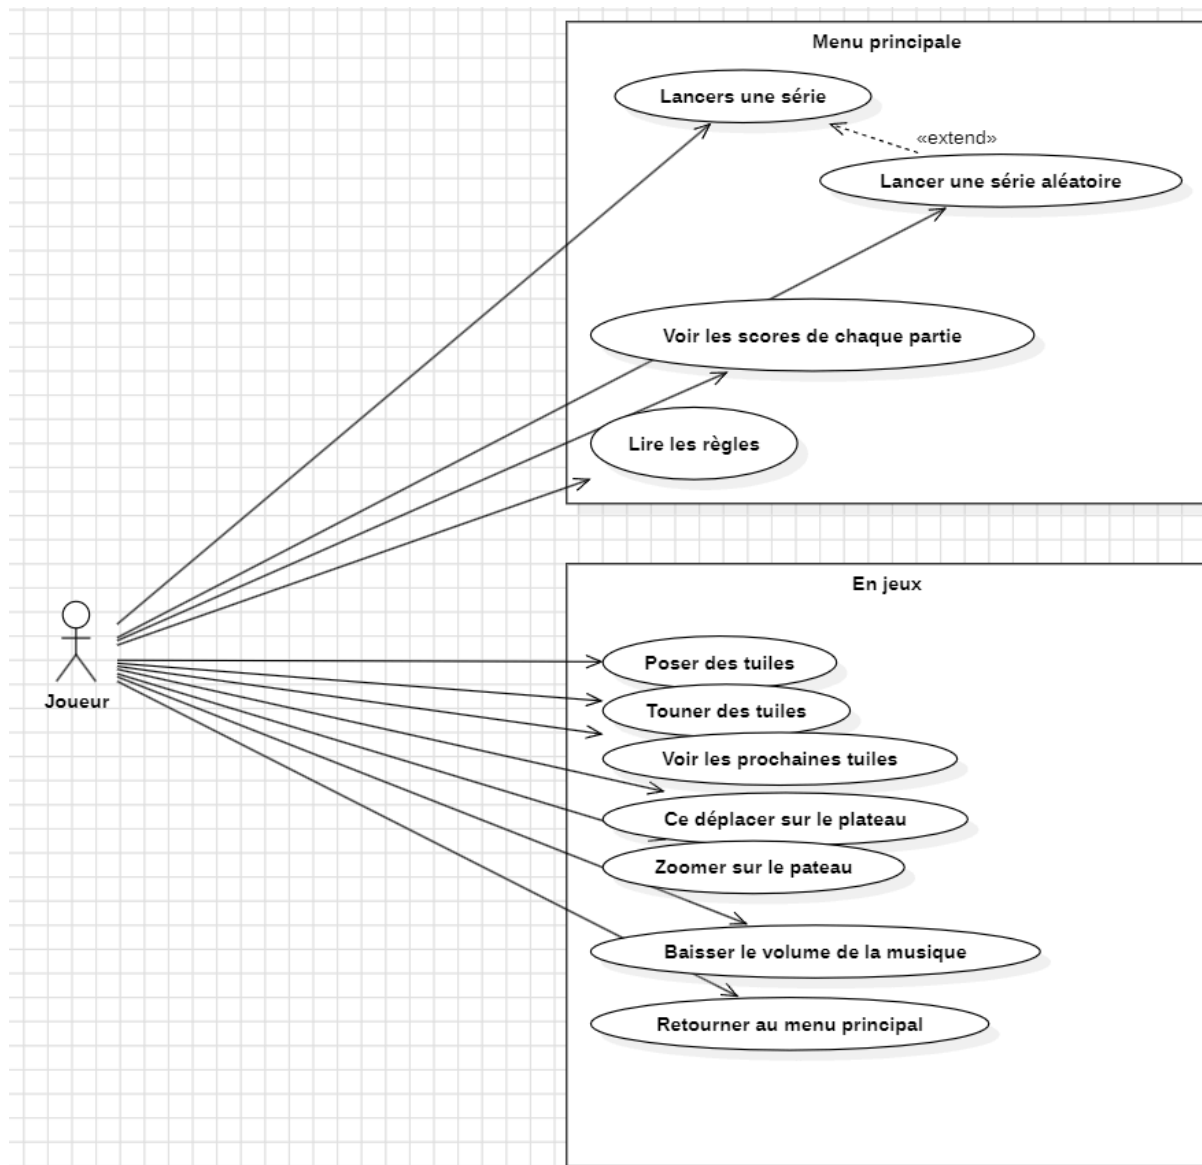 Menu principale
Lancers une série
«extend»
Lancer une série aléatoire
Voir les scores de chaque partie
Lire les règles
En jeux
Joueur
Poser des tuiles
Touner des tuiles
Voir les prochaines tuiles
Ce déplacer sur le plateau
Zoomer sur le pateau
Baisser le volume de la musique
Retourner au menu principal